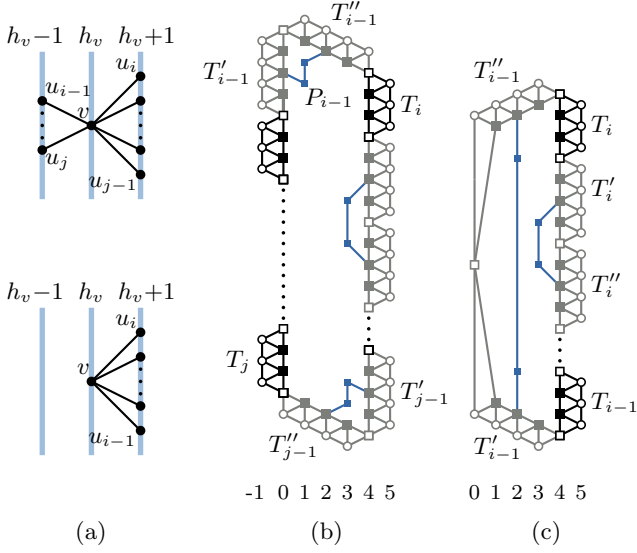 h_v−1 h_v h_v+1
u_i
u_{i−1}
v
u_j
u_{j−1}
h_v−1 h_v h_v+1
u_i
v
u_{i−1}
(a)
T''_{i−1}
T'_{i−1}
P_{i−1}
T_i
T_j
T'_{j−1}
T''_{j−1}
-1 0 1 2 3 4 5
(b)
T''_{i−1}
T_i
T'_i
T''_i
T_{i−1}
T'_{i−1}
0 1 2 3 4 5
(c)